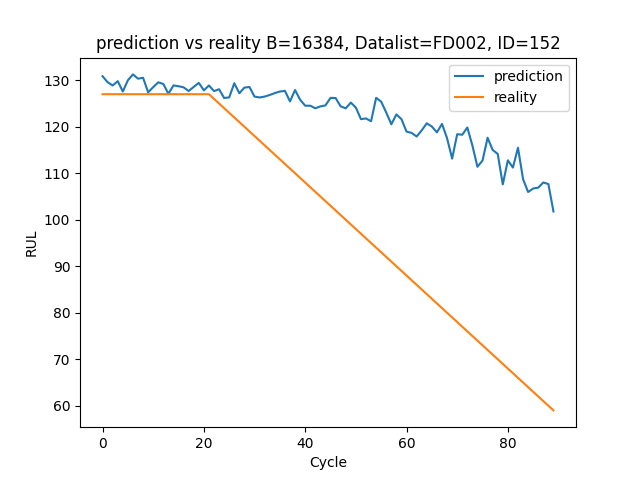 prediction vs reality B=16384, Datalist=FD002, ID=152
prediction
reality
130
120
110
100
90
80
70
60
RUL
0
20
40
60
80
Cycle